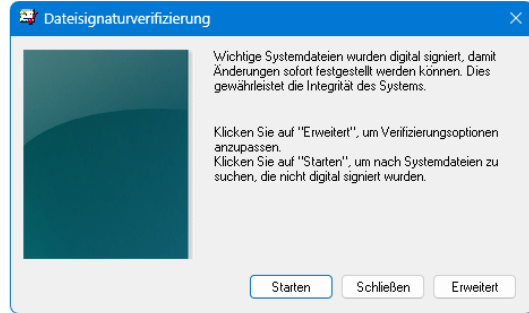 Dateisignaturverifizierung
Wichtige Systemdateien wurden digital signiert, damit
Änderungen sofort festgestellt werden können. Dies
gewährleistet die Integrität des Systems.
Klicken Sie auf "Erweitert", um Verifizierungsoptionen
anzupassen.
Klicken Sie auf "Starten", um nach Systemdateien zu
suchen, die nicht digital signiert wurden.
Starten
Schließen
Erweitert